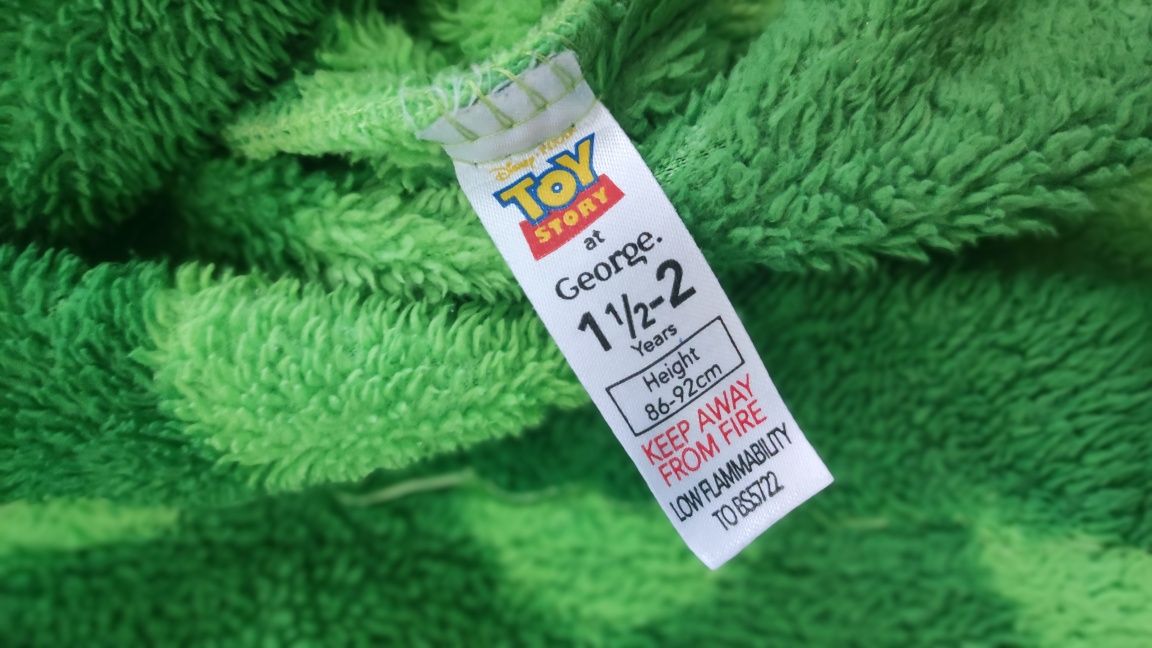 Disney · PIXAR
TOY
STORY
at
George.
1 1/2-2
Years
Height
86-92cm
KEEP AWAY
FROM FIRE
LOW FLAMMABILITY
TO BS5722